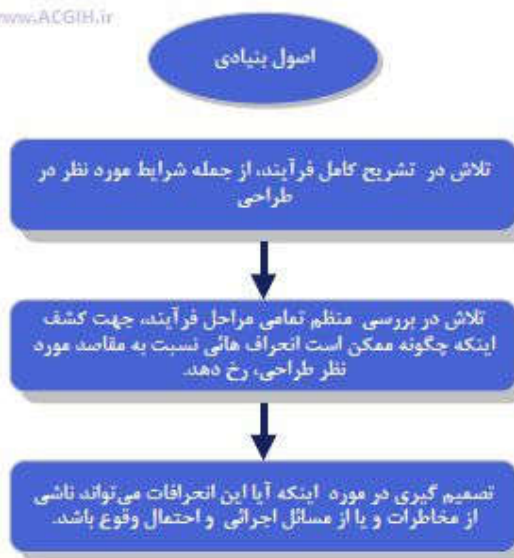 www.ACGIH.ir
اصول بنیادی
تلاش در تشریح کامل فرآیند، از جمله شرایط مورد نظر در
طراحی
تلاش در بررسی منظم تمامی مراحل فرآیند، جهت کشف
اینکه چگونه ممکن است انحراف هائی نسبت به مقاصد مورد
نظر طراحی، رخ دهد.
تصمیم گیری در مورد اینکه آیا این انحرافات می‌تواند ناشی
از مخاطرات و یا از مسائل اجرائی و احتمال وقوع باشد.